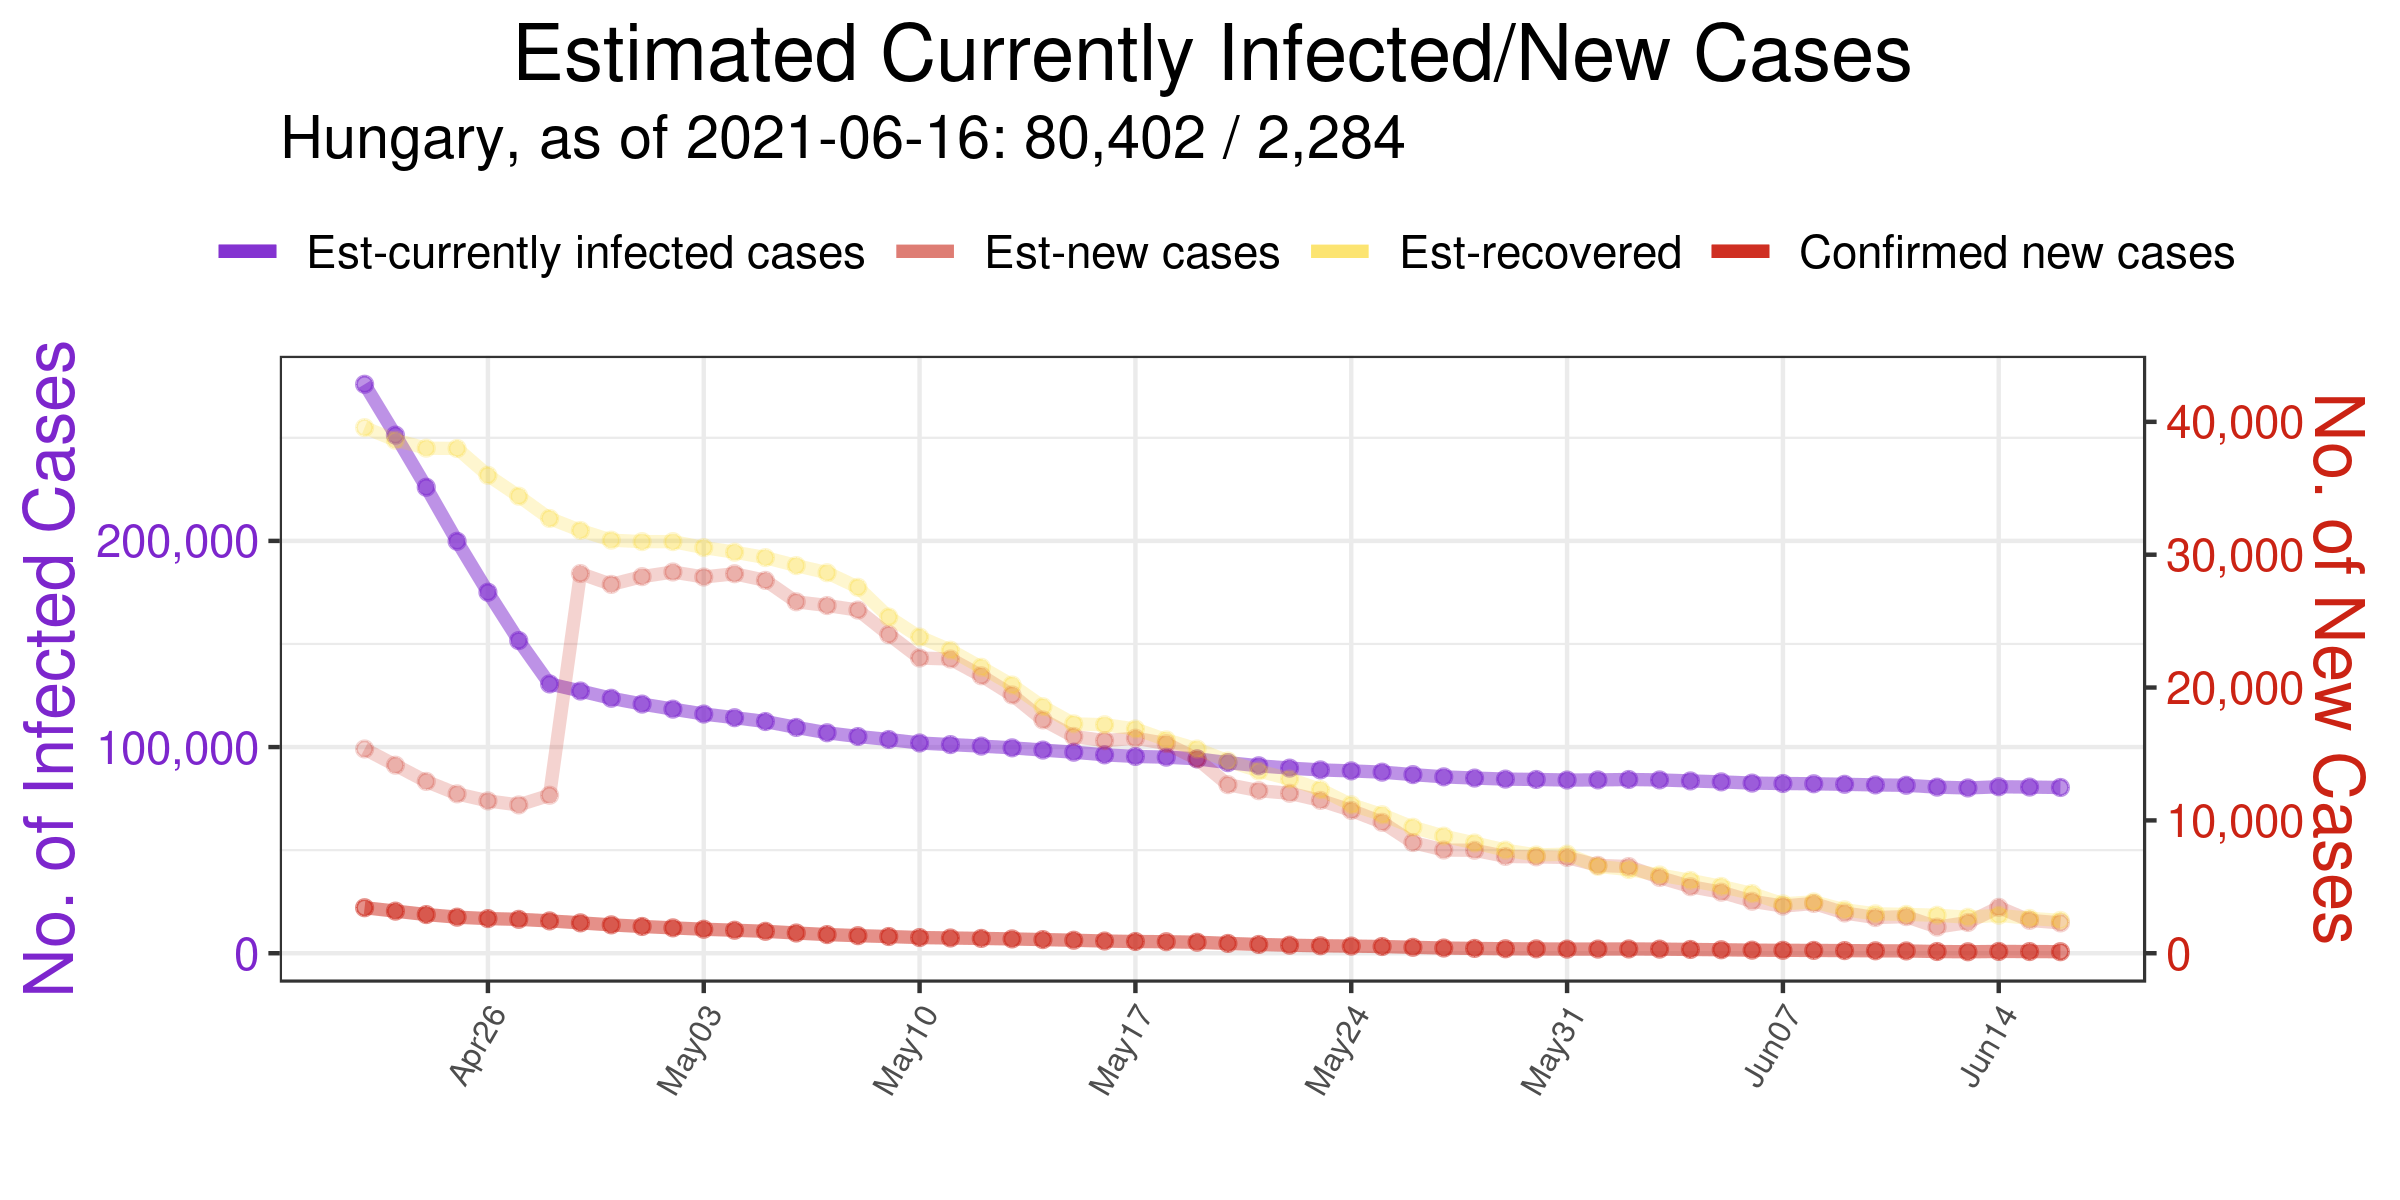 Estimated Currently Infected/New Cases
Hungary, as of 2021-06-16: 80,402 / 2,284
Est-currently infected cases Est-new cases Est-recovered Confirmed new cases
No. of Infected Cases
200,000
100,000
0
40,000
30,000
20,000
10,000
0
No. of New Cases
Apr26 May03 May10 May17 May24 May31 Jun07 Jun14